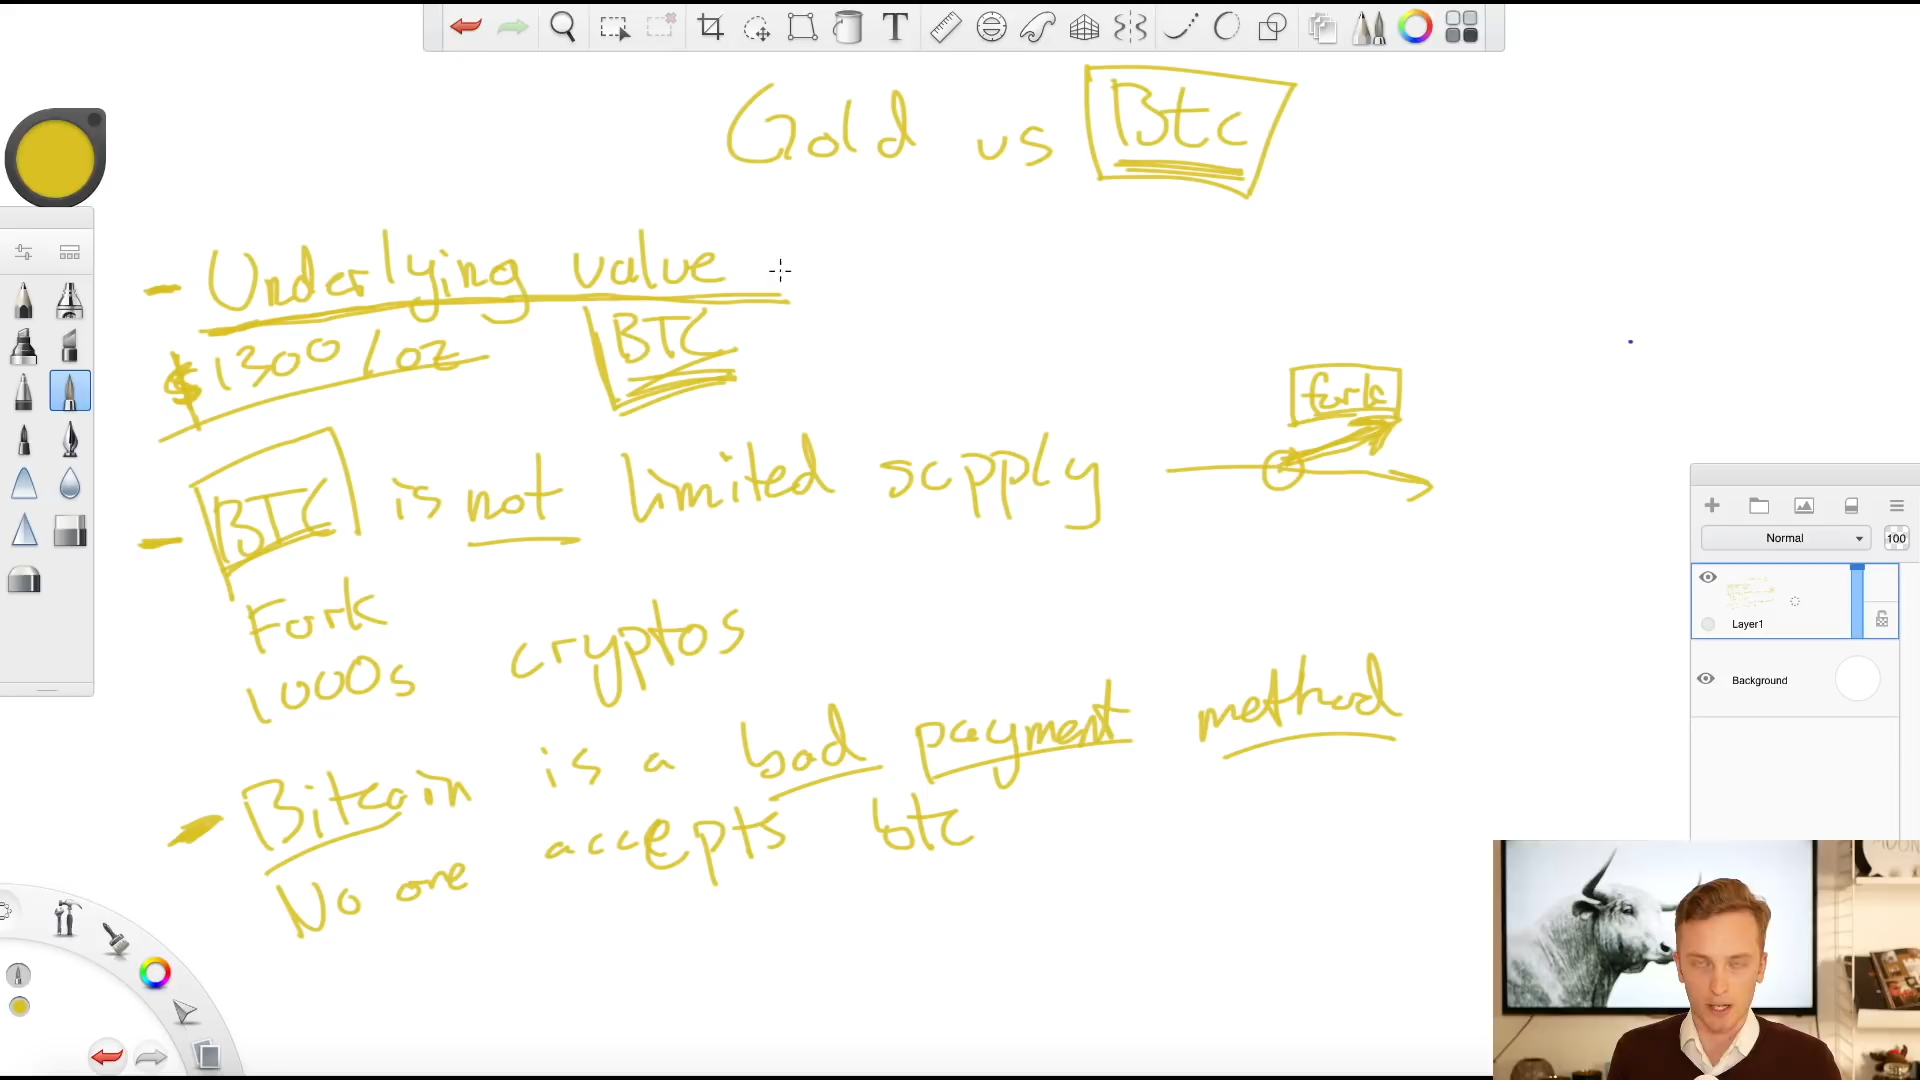 T
Gold vs Btc
- Underlying value
$1300/oz BTC
fork
- BTC is not limited scpply
Fork
1000s cryptos
- Bitcoin is a bad payment method
No one accepts btc
Normal 100
Layer1
Background